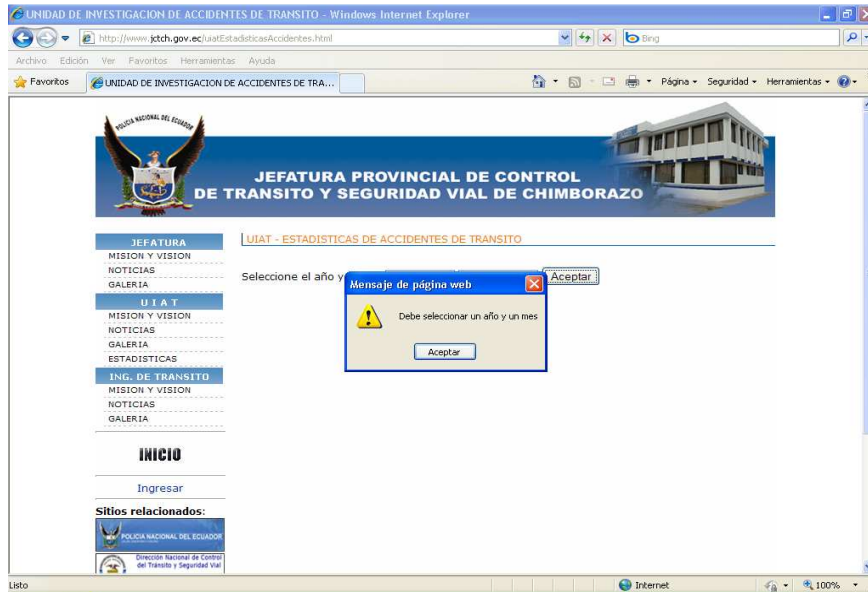 UNIDAD DE INVESTIGACION DE ACCIDENTES DE TRANSITO - Windows Internet Explorer
http://www.jctch.gov.ec/uiatEstadisticasAccidentes.html
Bing
Archivo Edición Ver Favoritos Herramientas Ayuda
Favoritos
UNIDAD DE INVESTIGACION DE ACCIDENTES DE TRA...
Página Seguridad Herramientas
POLICIA NACIONAL DEL ECUADOR
JEFATURA PROVINCIAL DE CONTROL
DE TRANSITO Y SEGURIDAD VIAL DE CHIMBORAZO
JEFATURA
MISION Y VISION
NOTICIAS
GALERIA
U I A T
MISION Y VISION
NOTICIAS
GALERIA
ESTADISTICAS
ING. DE TRANSITO
MISION Y VISION
NOTICIAS
GALERIA
INICIO
Ingresar
Sitios relacionados:
POLICIA NACIONAL DEL ECUADOR
Dirección Nacional de Control
del Tránsito y Seguridad Vial
UIAT - ESTADISTICAS DE ACCIDENTES DE TRANSITO
Seleccione el año y
Aceptar
Mensaje de página web
Debe seleccionar un año y un mes
Aceptar
Listo
Internet
100%